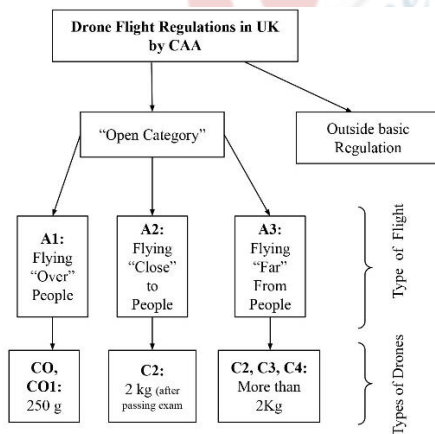 Drone Flight Regulations in UK
by CAA
“Open Category”
Outside basic
Regulation
A1:
Flying
“Over”
People
A2:
Flying
“Close”
to
People
A3:
Flying
“Far”
From
People
Type of Flight
CO,
CO1:
250 g
C2:
2 kg (after
passing exam
C2, C3, C4:
More than
2Kg
Types of Drones